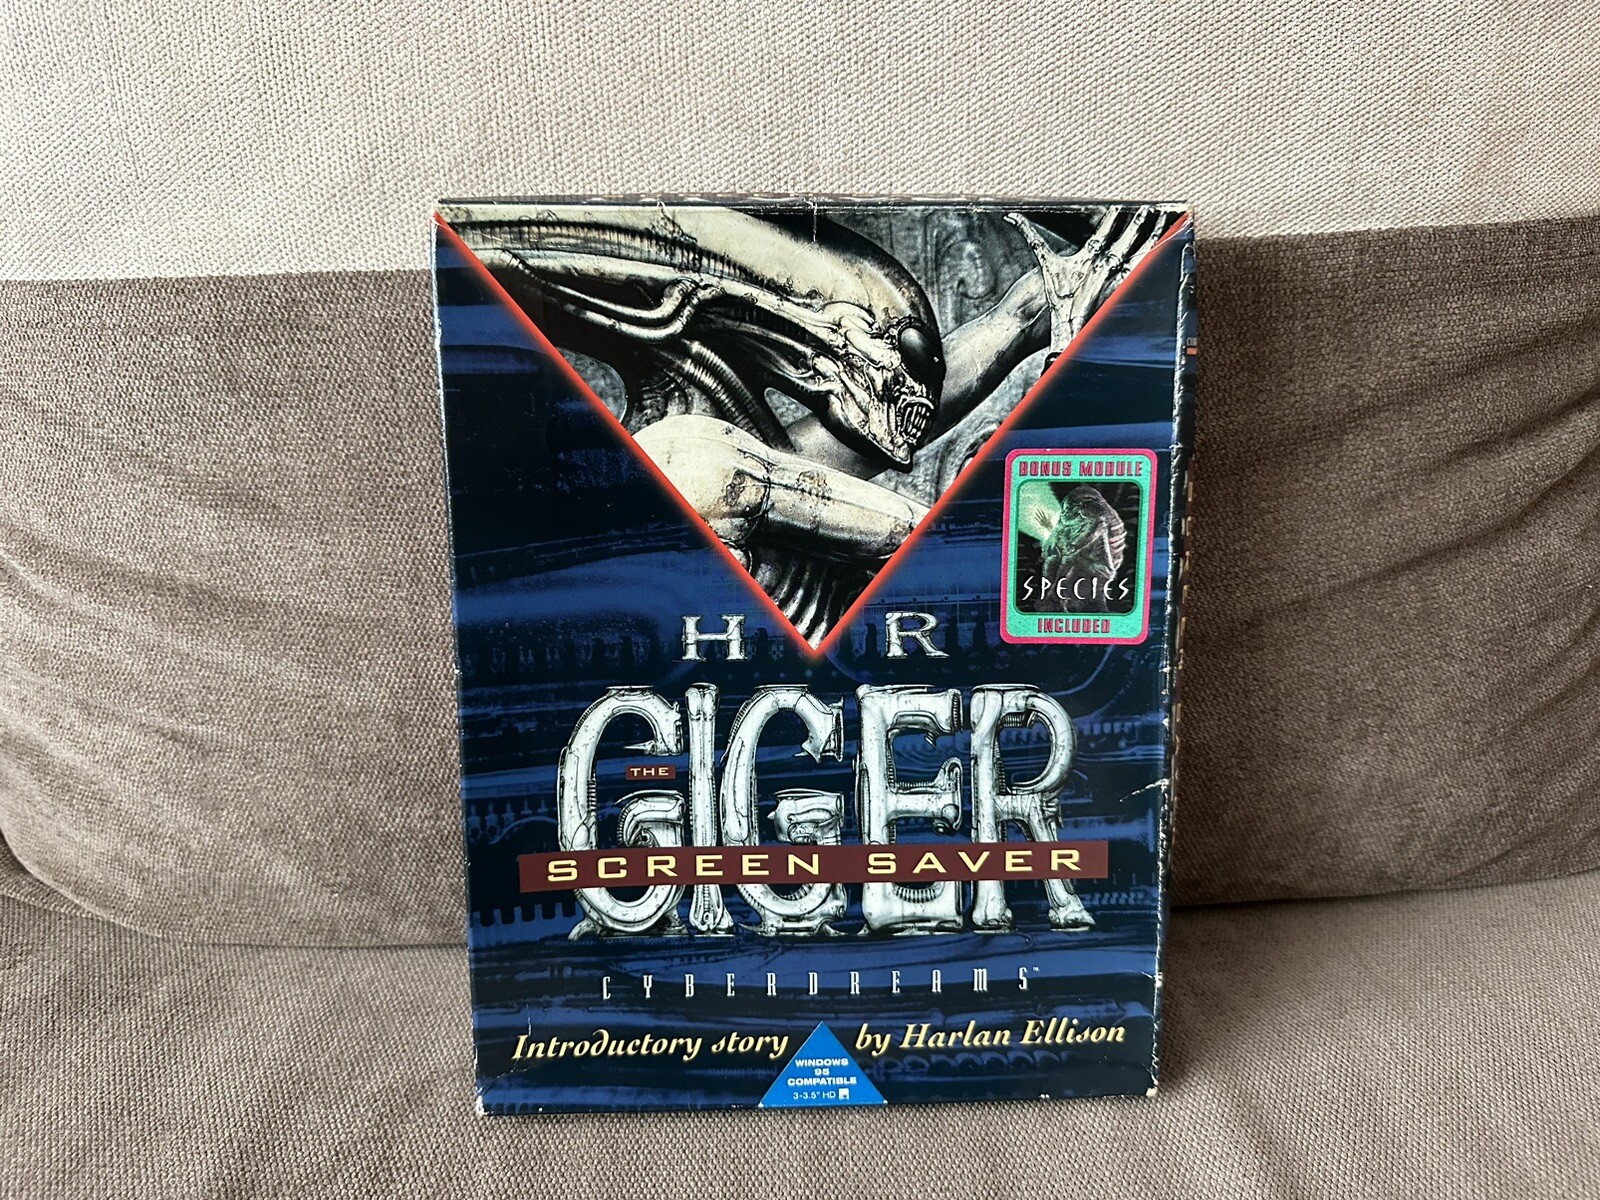 BONUS MODULE
SPECIES
INCLUDED
H R
GIGER
THE
SCREEN SAVER
CYBERDREAMS™
Introductory story by Harlan Ellison
WINDOWS
95
COMPATIBLE
3-3.5" HD